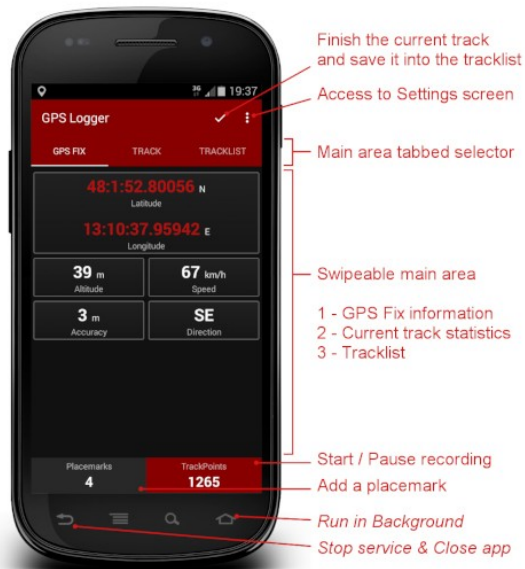 Finish the current track
and save it into the tracklist
3G 19:37
Access to Settings screen
GPS Logger
GPS FIX TRACK TRACKLIST
Main area tabbed selector
48:1:52.80056 N
Latitude
13:10:37.95942 E
Longitude
39 m 67 km/h
Altitude Speed
Swipeable main area
3 m SE
Accuracy Direction
1 - GPS Fix information
2 - Current track statistics
3 - Tracklist
Start / Pause recording
Placemarks TrackPoints
4 1265
Add a placemark
Run in Background
Stop service & Close app